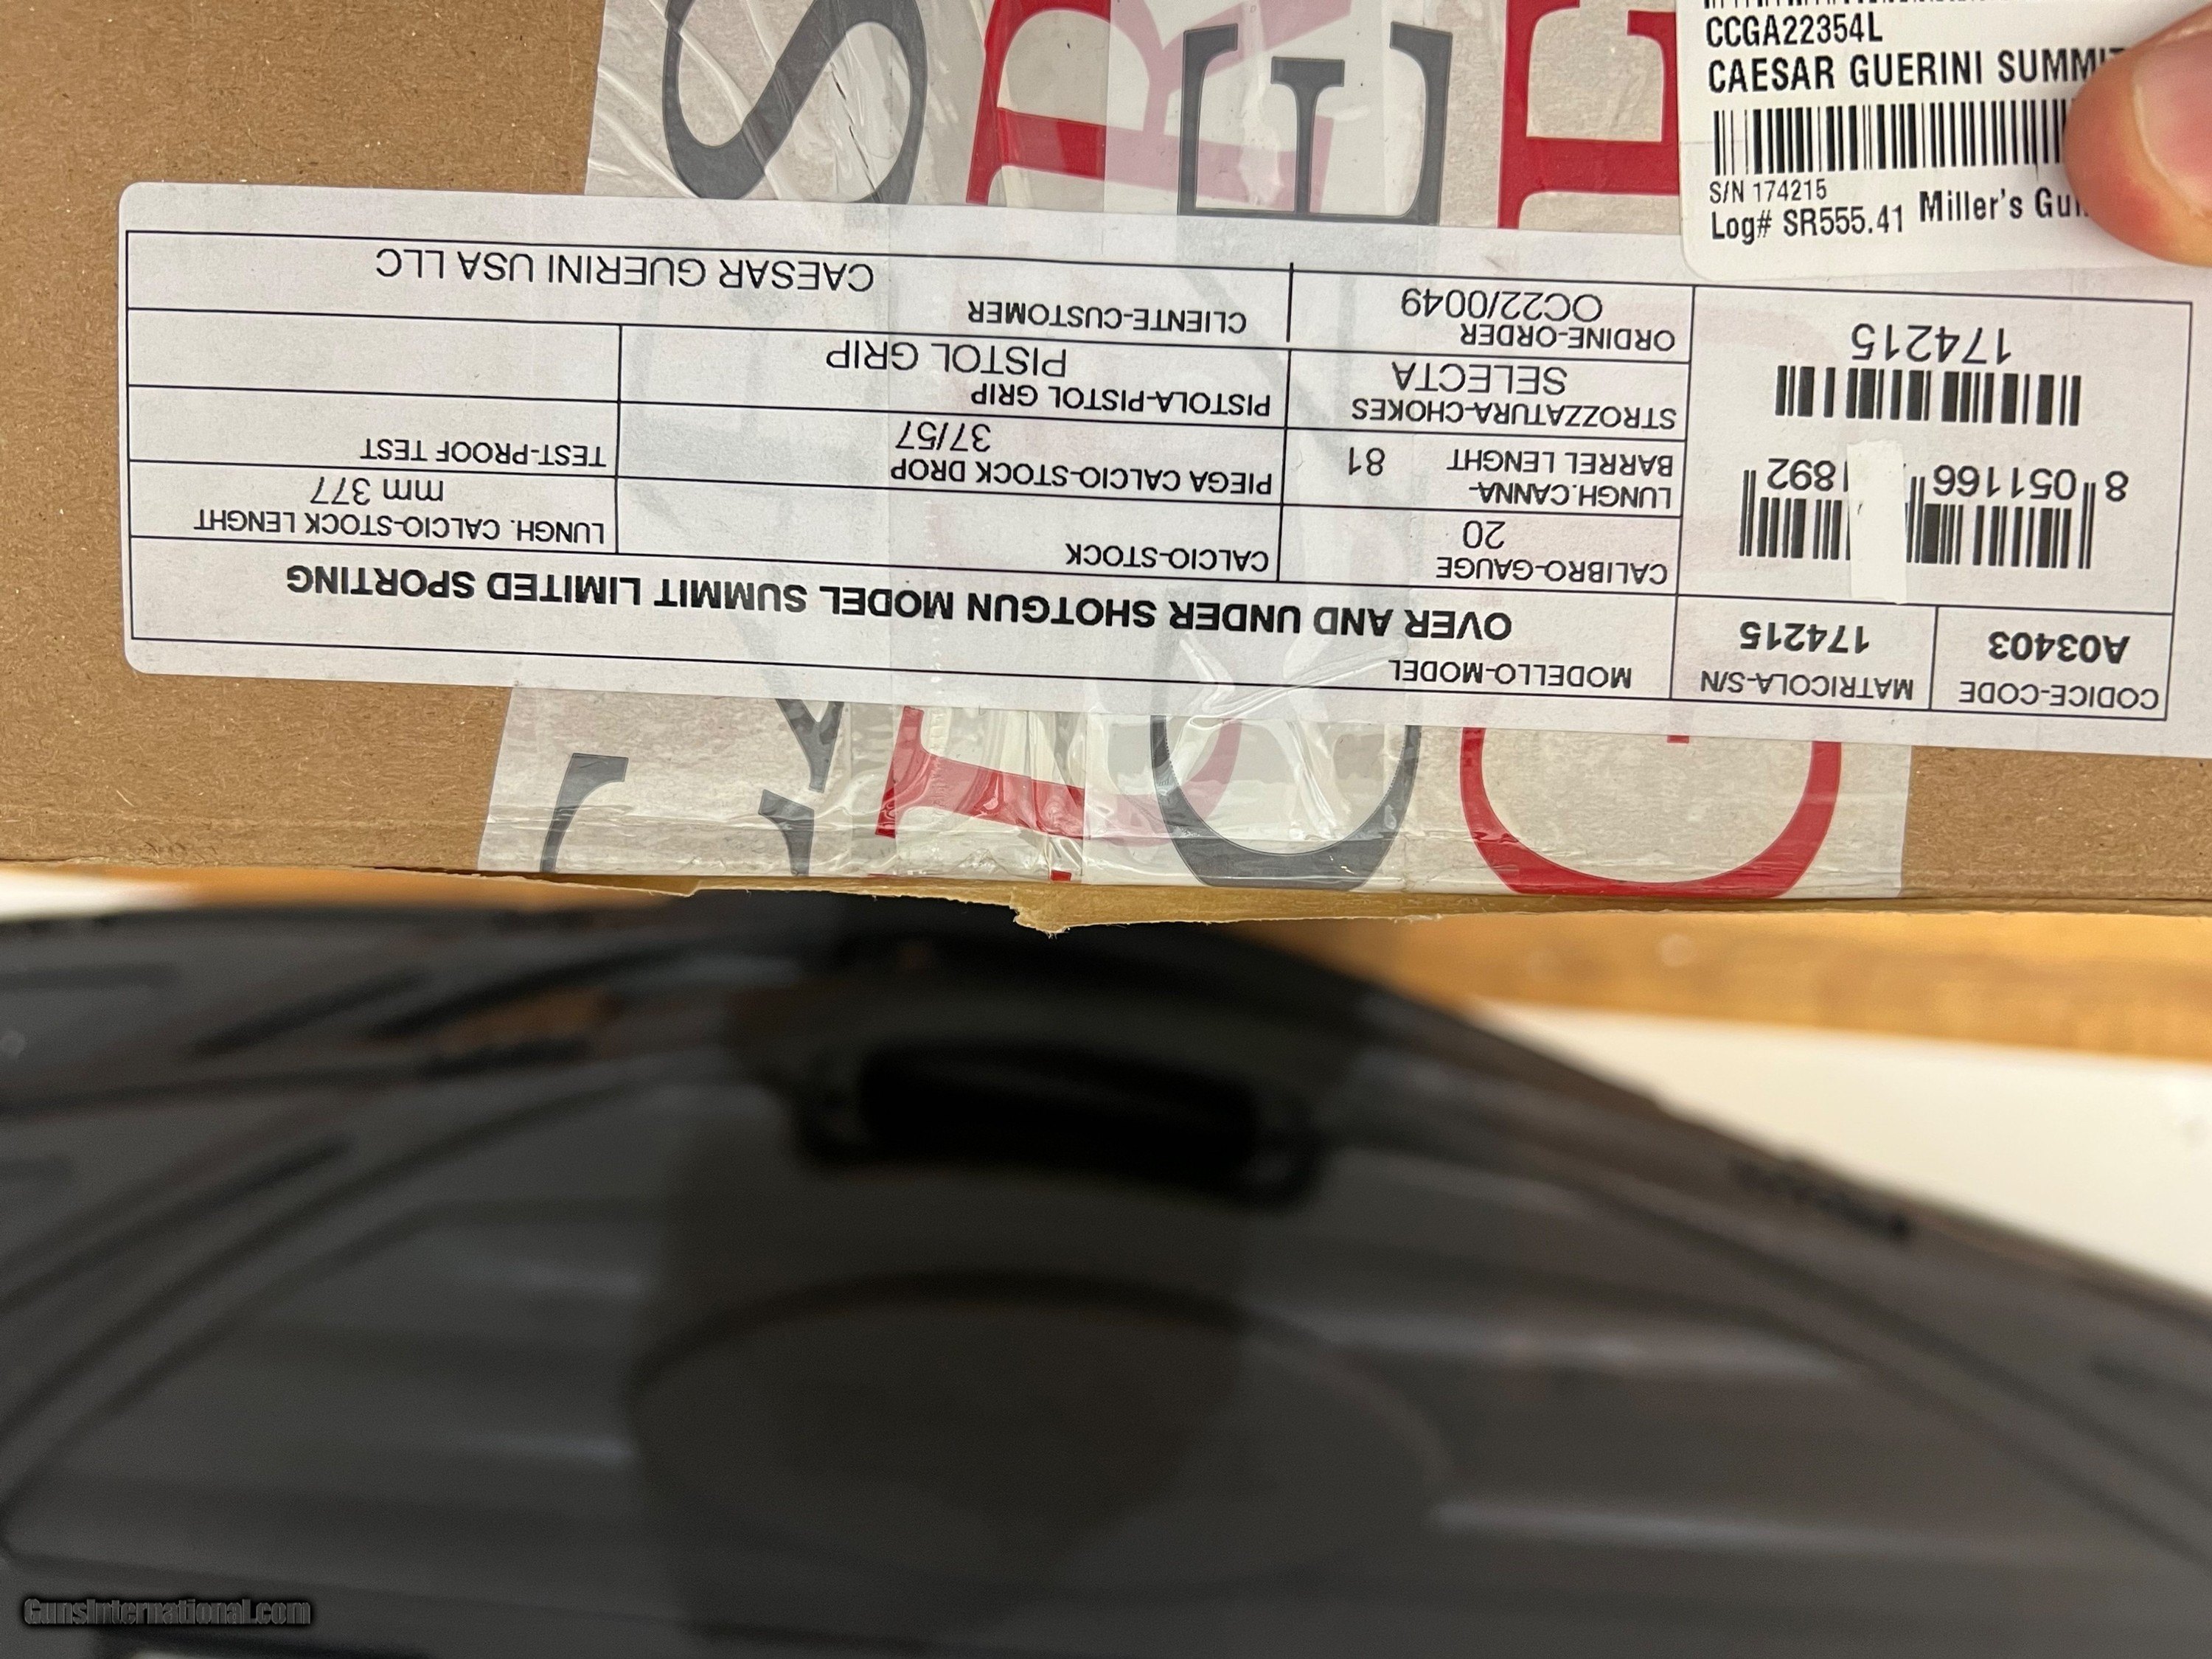 CCGA22354L
CAESAR GUERINI
S/N 174215
Log# SR555.41 Miller's
CODICE-CODE
A03403
MATRICOLA-S/N
174215
MODELLO-MODEL
OVER AND UNDER SHOTGUN MODEL SUMMIT LIMITED SPORTING
8 051166
892
174215
CALIBRO-GAUGE
20
CALCIO-STOCK
LUNGH. CALCIO-STOCK LENGHT
mm 377
LUNGH.CANNA-
BARREL LENGHT 81
PIEGA CALCIO-STOCK DROP
37/57
TEST-PROOF TEST
STROZZATURA-CHOKES
SELECTA
PISTOLA-PISTOL GRIP
PISTOL GRIP
ORDINE-ORDER
OC22/0049
CLIENTE-CUSTOMER
CAESAR GUERINI USA LLC
GunsInternational.com